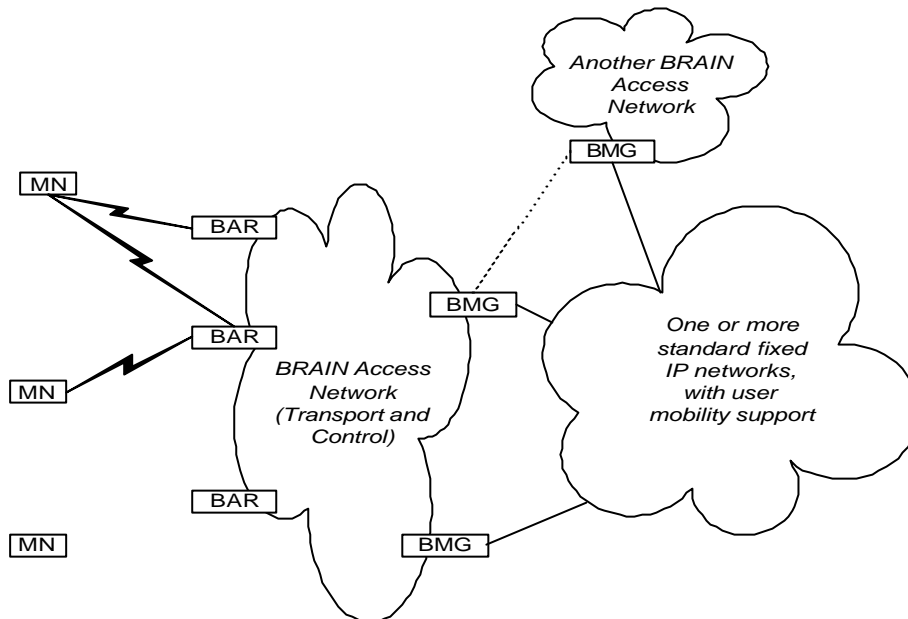 Another BRAIN
Access
Network
BMG
MN
BAR
BMG
BAR
One or more
standard fixed
IP networks,
with user
mobility support
BRAIN Access
Network
(Transport and
Control)
MN
BAR
MN
BMG